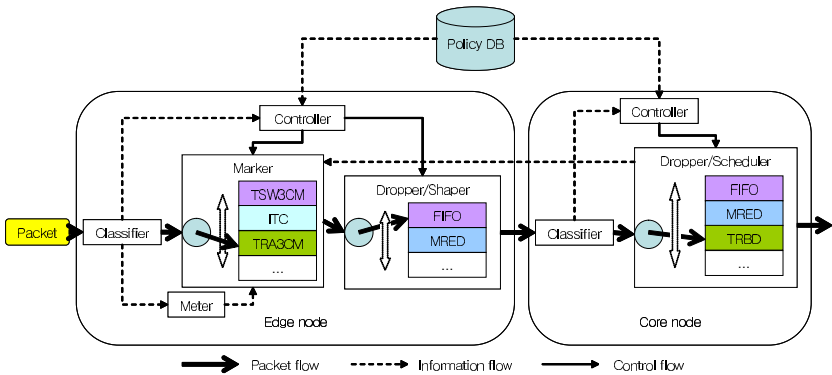 Policy DB
Controller
Controller
Marker
TSW3CM
ITC
TRA3CM
...
Dropper/Shaper
FIFO
MRED
...
Dropper/Scheduler
FIFO
MRED
TRBD
...
Packet
Classifier
Classifier
Meter
Edge node
Core node
Packet flow
Information flow
Control flow